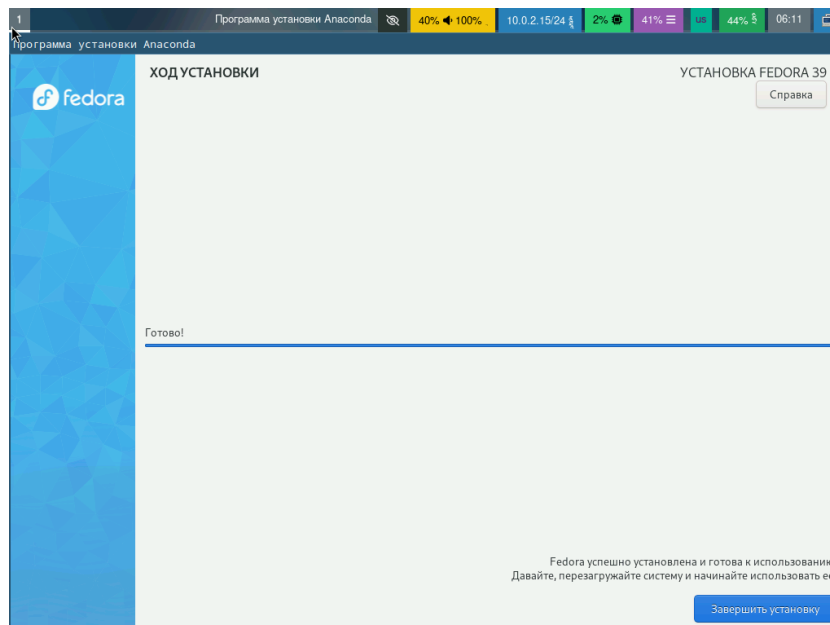 1 Программа установки Anaconda 40% 100% 10.0.2.15/24 2% 41% us 44% 06:11
Программа установки Anaconda
ХОД УСТАНОВКИ
УСТАНОВКА FEDORA 39
fedora
Справка
Готово!
Fedora успешно установлена и готова к
Давайте, перезагружайте систему и начинайте использовать
Завершить установку